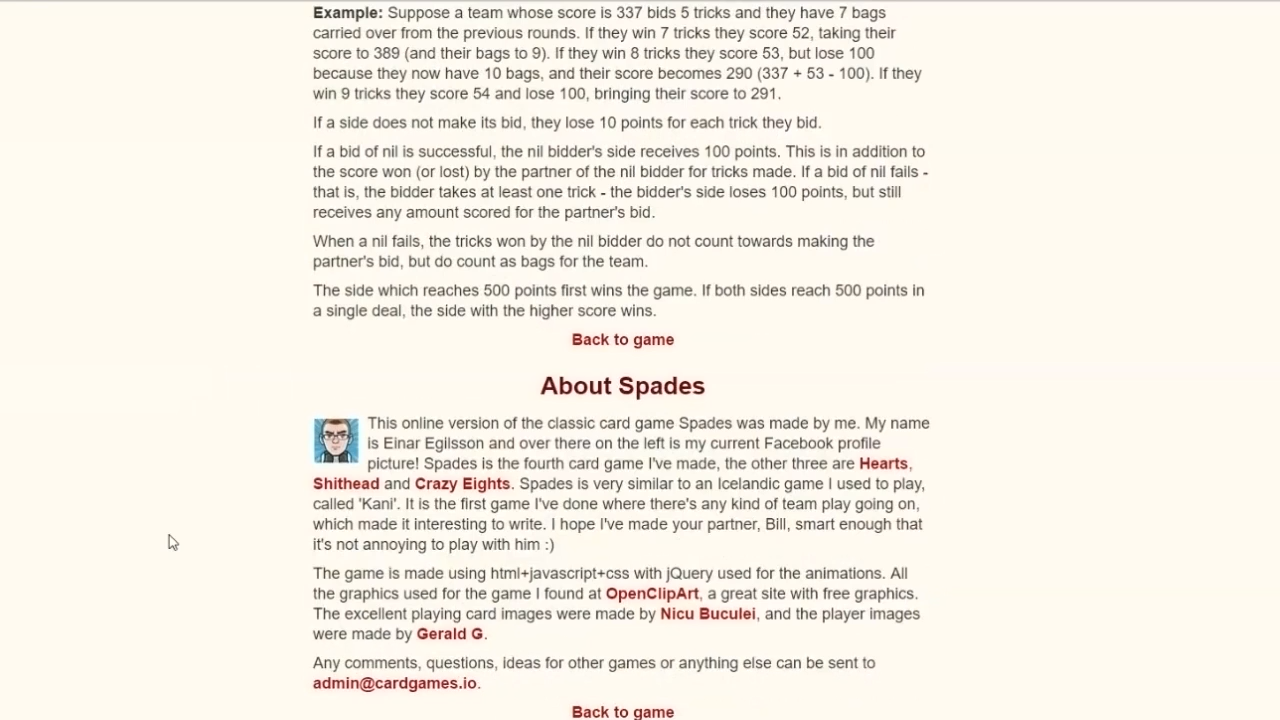 Example: Suppose a team whose score is 337 bids 5 tricks and they have 7 bags
carried over from the previous rounds. If they win 7 tricks they score 52, taking their
score to 389 (and their bags to 9). If they win 8 tricks they score 53, but lose 100
because they now have 10 bags, and their score becomes 290 (337 + 53 - 100). If they
win 9 tricks they score 54 and lose 100, bringing their score to 291.
If a side does not make its bid, they lose 10 points for each trick they bid.
If a bid of nil is successful, the nil bidder's side receives 100 points. This is in addition to
the score won (or lost) by the partner of the nil bidder for tricks made. If a bid of nil fails -
that is, the bidder takes at least one trick - the bidder's side loses 100 points, but still
receives any amount scored for the partner's bid.
When a nil fails, the tricks won by the nil bidder do not count towards making the
partner's bid, but do count as bags for the team.
The side which reaches 500 points first wins the game. If both sides reach 500 points in
a single deal, the side with the higher score wins.
Back to game
About Spades
This online version of the classic card game Spades was made by me. My name
is Einar Egilsson and over there on the left is my current Facebook profile
picture! Spades is the fourth card game I've made, the other three are Hearts,
Shithead and Crazy Eights. Spades is very similar to an Icelandic game I used to play,
called 'Kani'. It is the first game I've done where there's any kind of team play going on,
which made it interesting to write. I hope I've made your partner, Bill, smart enough that
it's not annoying to play with him :)
The game is made using html+javascript+css with jQuery used for the animations. All
the graphics used for the game I found at OpenClipArt, a great site with free graphics.
The excellent playing card images were made by Nicu Buculei, and the player images
were made by Gerald G.
Any comments, questions, ideas for other games or anything else can be sent to
admin@cardgames.io.
Back to game